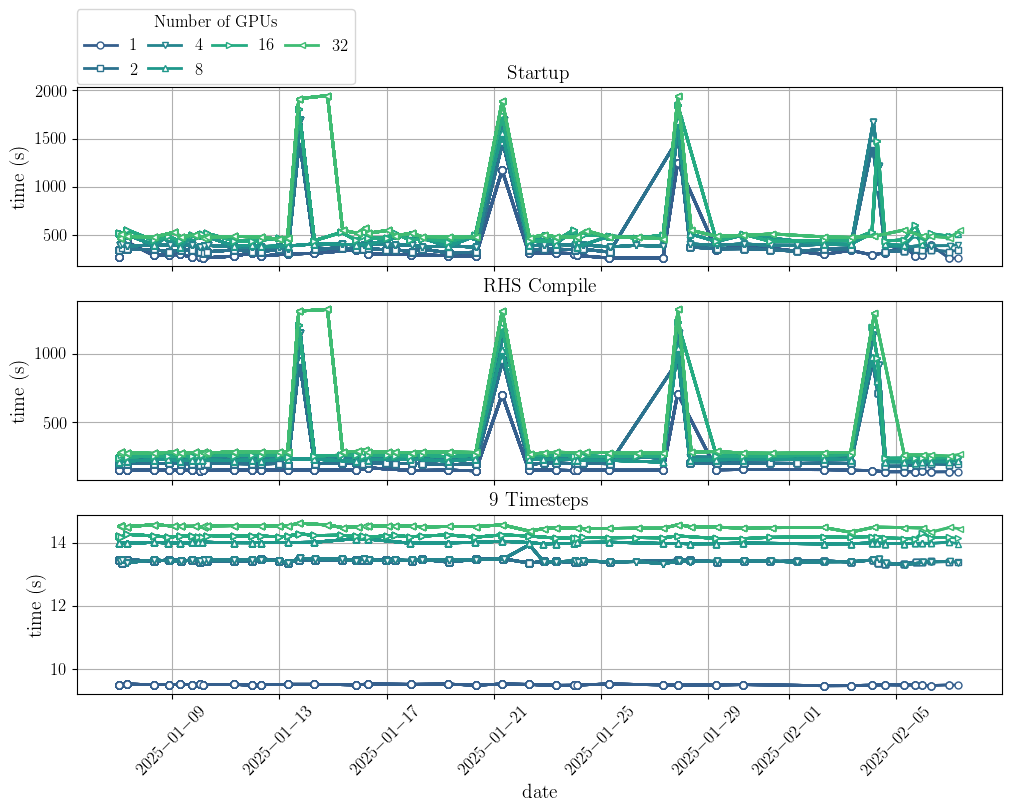 Number of GPUs
1 4 16 32
2 8
Startup
2000
1500
1000
500
time (s)
RHS Compile
1000
500
time (s)
9 Timesteps
14
12
10
time (s)
2025−01−09 2025−01−13 2025−01−17 2025−01−21 2025−01−25 2025−01−29 2025−02−01 2025−02−05
date